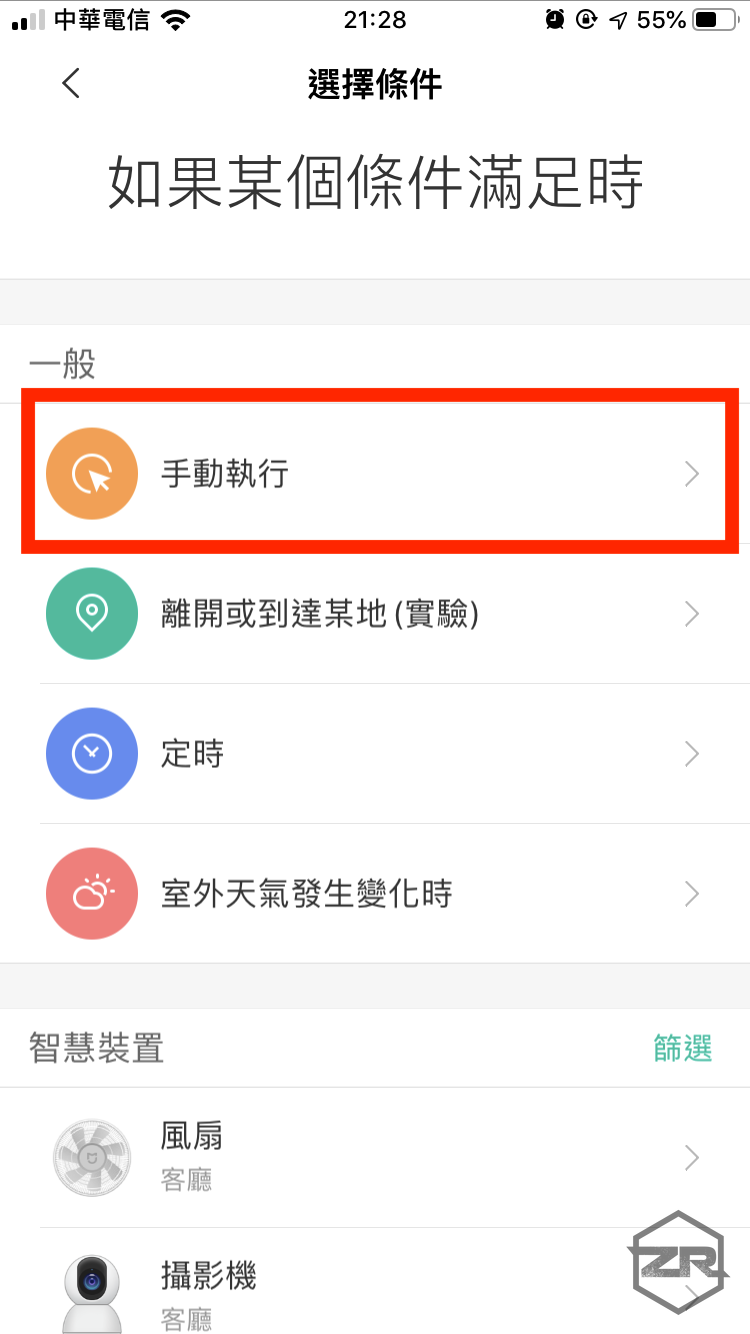 中華電信 21:28 55%
選擇條件
如果某個條件滿足時
一般
手動執行
離開或到達某地(實驗)
定時
室外天氣發生變化時
智慧裝置 篩選
風扇
客廳
攝影機
客廳
ZR